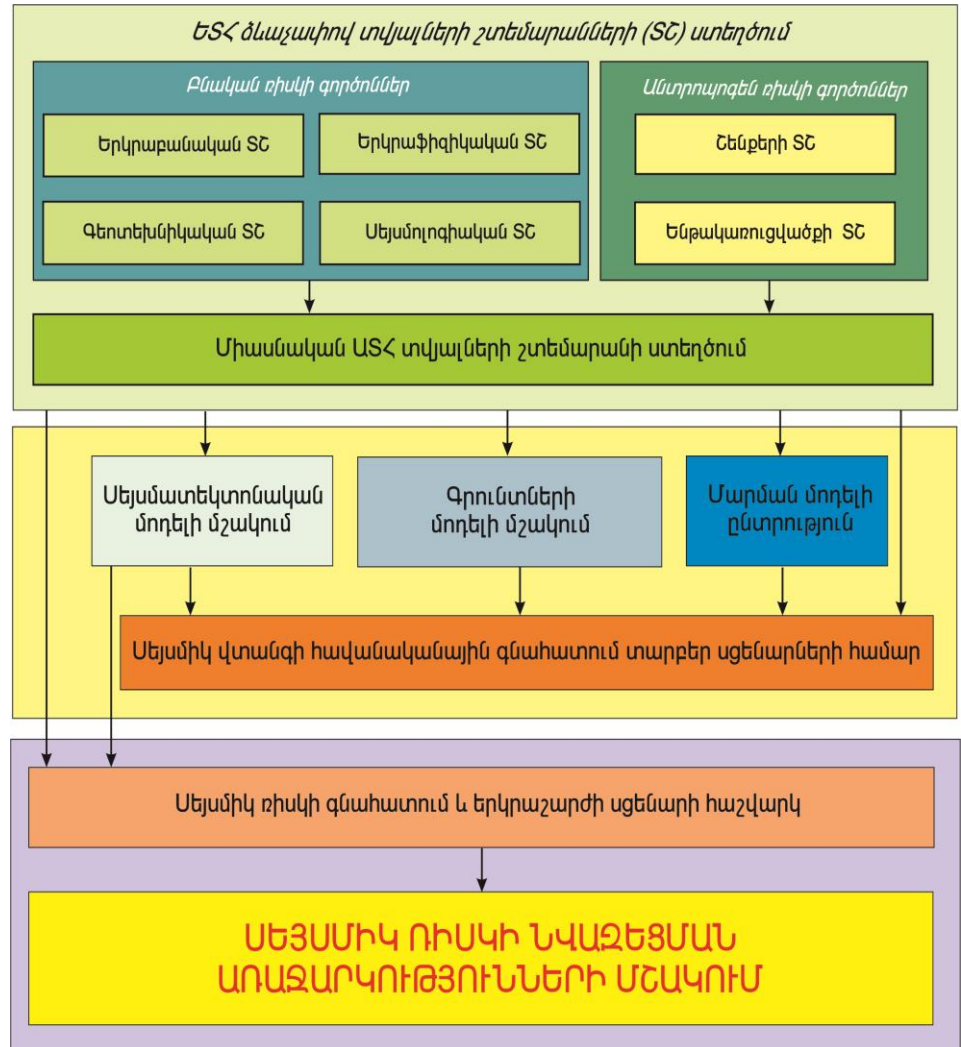 ԵՏՀ ձևաչափով տվյալների շտեմարանների (ՏՇ) ստեղծում
Բնական ռիսկի գործոններ
Երկրաբանական ՏՇ
Երկրաֆիզիկական ՏՇ
Գեոտեխնիկական ՏՇ
Սեյսմոլոգիական ՏՇ
Անտրոպոգեն ռիսկի գործոններ
Շենքերի ՏՇ
Ենթակառուցվածքի ՏՇ
Միասնական ԱՏՀ տվյալների շտեմարանի ստեղծում
Սեյսմատեկտոնական
մոդելի մշակում
Գրունտների
մոդելի մշակում
Մարման մոդելի
ընտրություն
Սեյսմիկ վտանգի հավանականային գնահատում տարբեր սցենարների համար
Սեյսմիկ ռիսկի գնահատում և երկրաշարժի սցենարի հաշվարկ
ՍԵՅՍՄԻԿ ՌԻՍԿԻ ՆՎԱԶԵՑՄԱՆ
ԱՌԱՋԱՐԿՈՒԹՅՈՒՆՆԵՐԻ ՄՇԱԿՈՒՄ